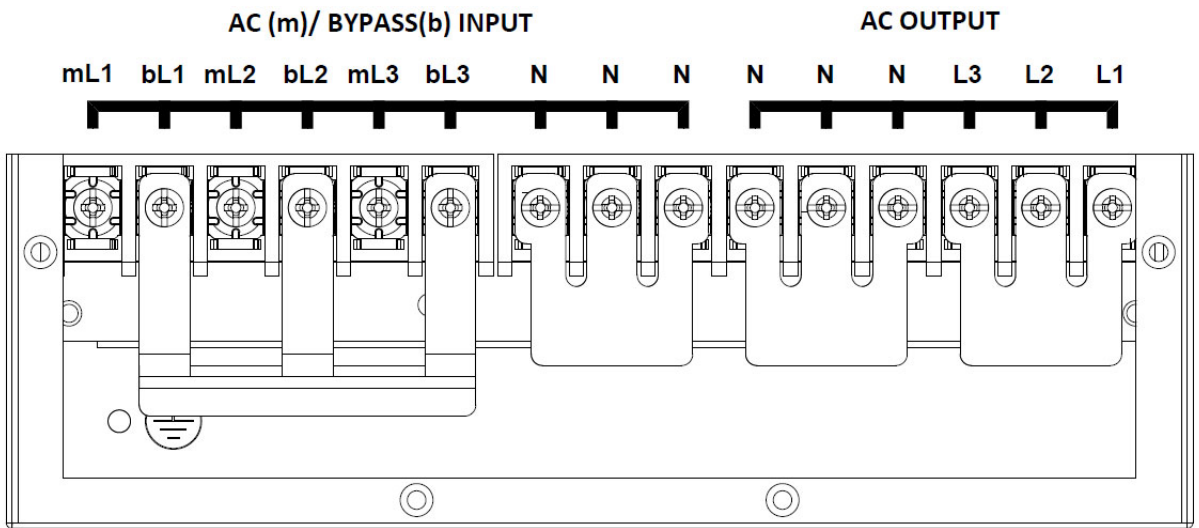 AC (m)/ BYPASS(b) INPUT AC OUTPUT
mL1 bL1 mL2 bL2 mL3 bL3 N N N N N N L3 L2 L1